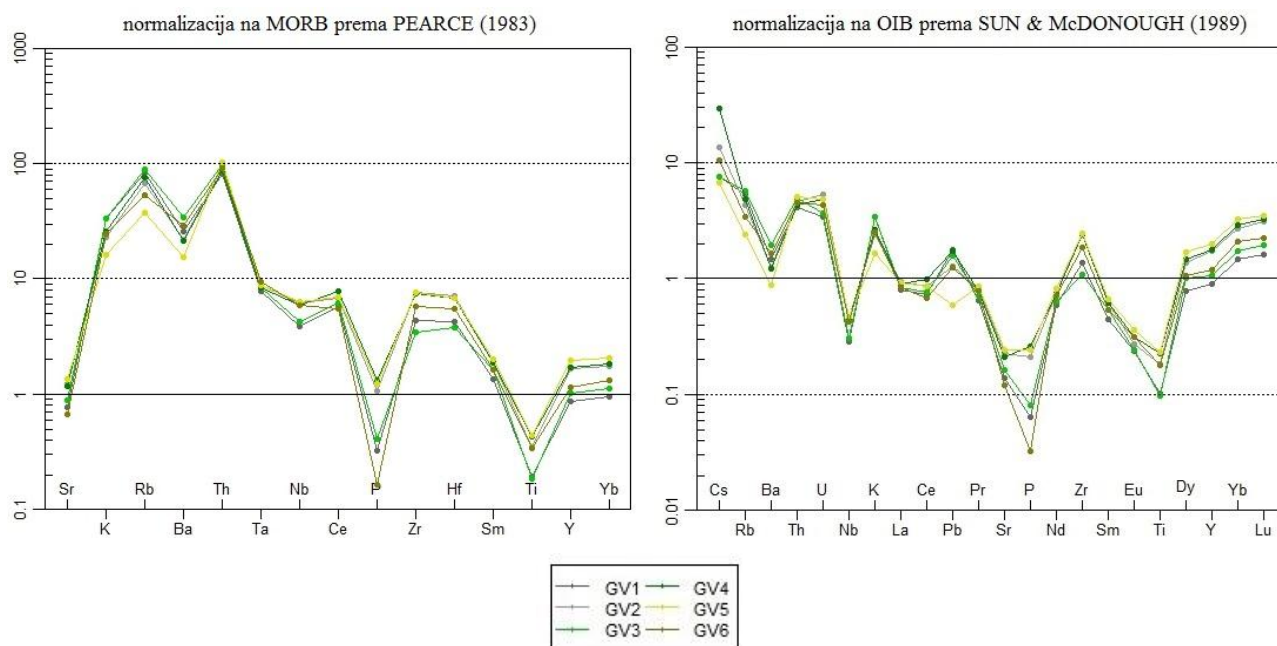 normalizacija na MORB prema PEARCE (1983)
1000
100
10
1
0.1
Sr Rb Th Nb P Hf Ti Yb
K Ba Ta Ce Zr Sm Y
normalizacija na OIB prema SUN & McDONOUGH (1989)
100
10
1
0.1
0.01
Cs Ba U K Ce Pr P Zr Eu Dy Yb
Rb Th Nb La Pb Sr Nd Sm Ti Y Lu
GV1 GV4
GV2 GV5
GV3 GV6